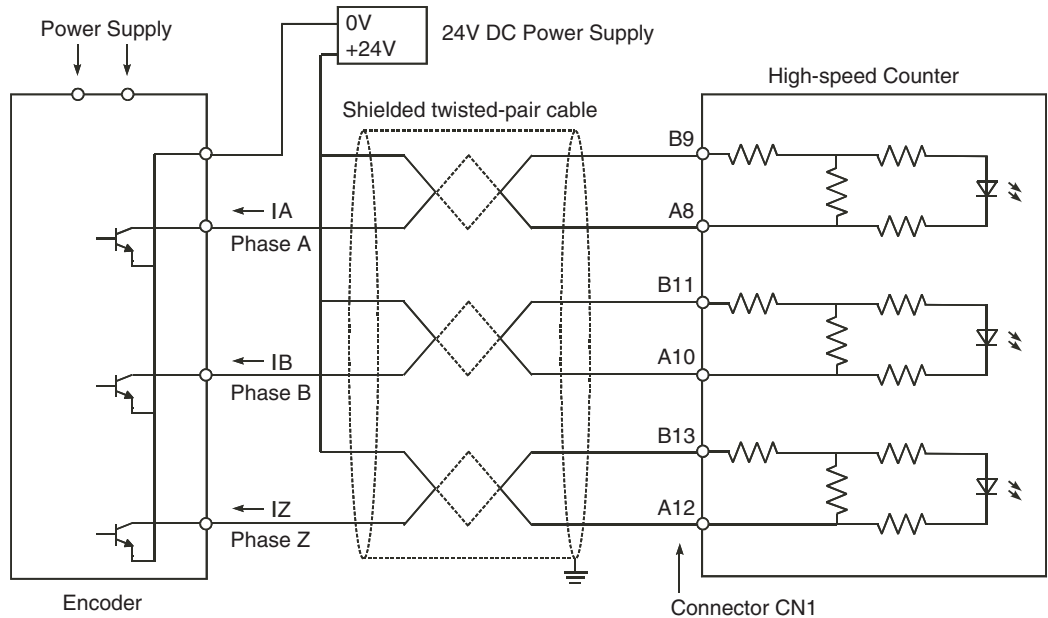 Power Supply
0V
+24V
24V DC Power Supply
High-speed Counter
Shielded twisted-pair cable
B9
IA
A8
Phase A
B11
IB
A10
Phase B
B13
IZ
A12
Phase Z
Encoder
Connector CN1